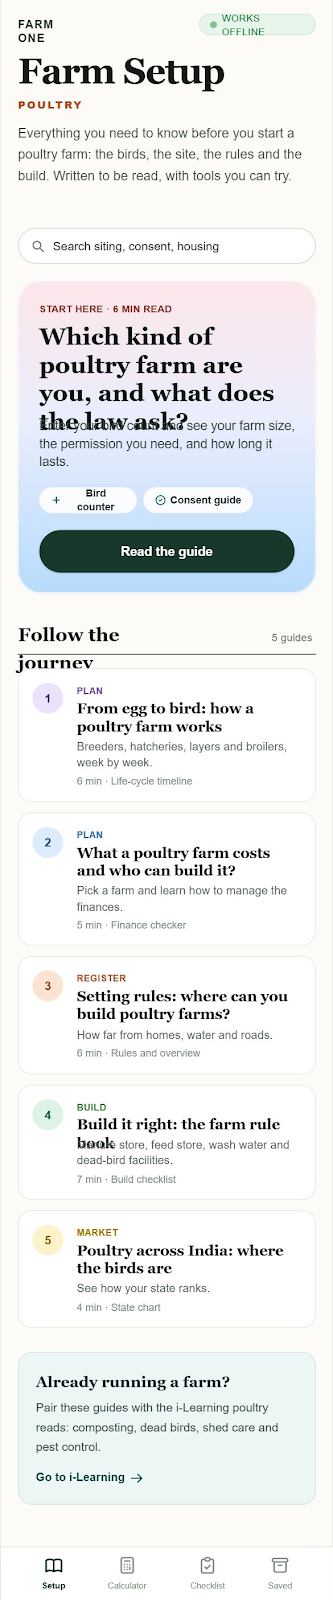 FARM
ONE
WORKS
OFFLINE
Farm Setup
POULTRY
Everything you need to know before you start a
poultry farm: the birds, the site, the rules and the
build. Written to be read, with tools you can try.
Search siting, consent, housing
START HERE · 6 MIN READ
Which kind of
poultry farm are
you, and what does
the law ask?
Enter your bird count and see your farm size,
the permission you need, and how long it
lasts.
Bird
counter
Consent guide
Read the guide
Follow the
journey
5 guides
1
PLAN
From egg to bird: how a
poultry farm works
Breeders, hatcheries, layers and broilers,
week by week.
6 min · Life-cycle timeline
2
PLAN
What a poultry farm costs
and who can build it?
Pick a farm and learn how to manage the
finances.
5 min · Finance checker
3
REGISTER
Setting rules: where can you
build poultry farms?
How far from homes, water and roads.
6 min · Rules and overview
4
BUILD
Build it right: the farm rule
book
store, feed store, wash water and
dead-bird facilities.
7 min · Build checklist
5
MARKET
Poultry across India: where
the birds are
See how your state ranks.
4 min · State chart
Already running a farm?
Pair these guides with the i-Learning poultry
reads: composting, dead birds, shed care and
pest control.
Go to i-Learning →
Setup
Calculator
Checklist
Saved